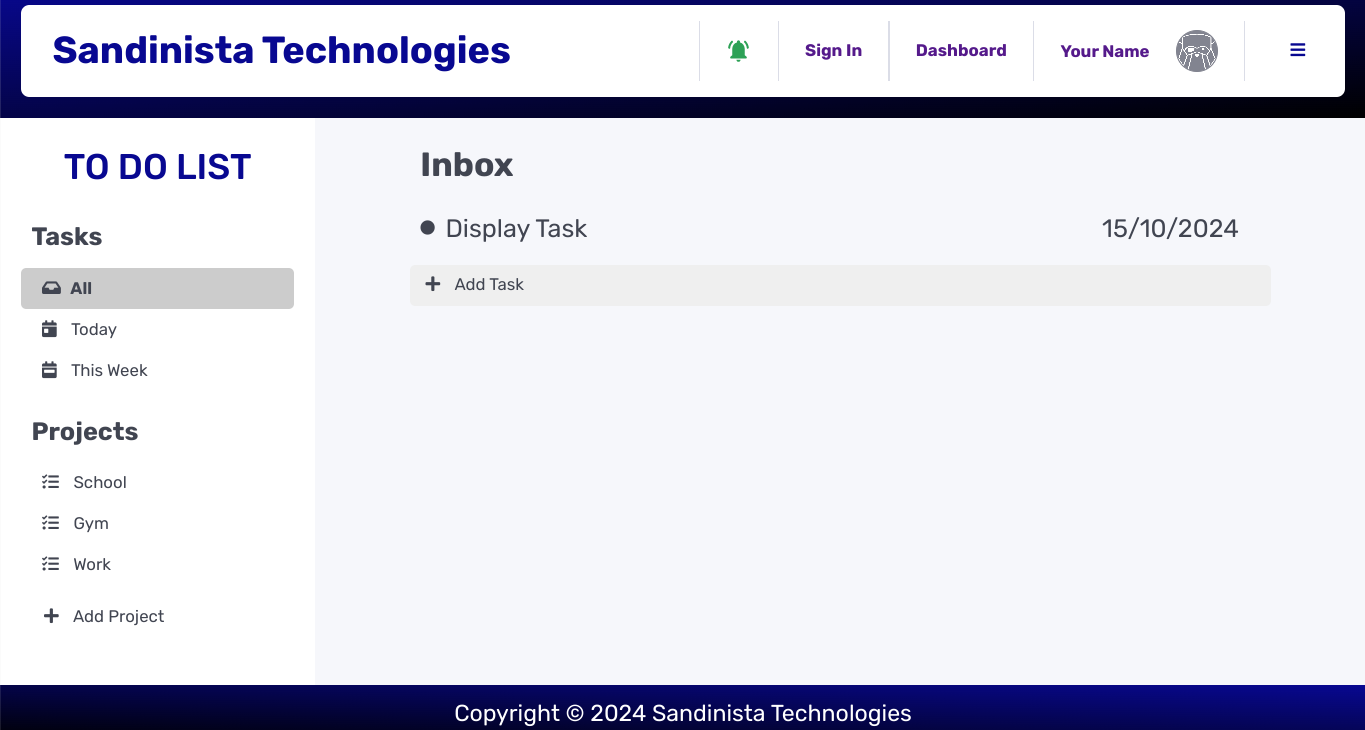 Sandinista Technologies
Sign In
Dashboard
Your Name
TO DO LIST
Tasks
All
Today
This Week
Projects
School
Gym
Work
Add Project
Inbox
Display Task 15/10/2024
Add Task
Copyright © 2024 Sandinista Technologies